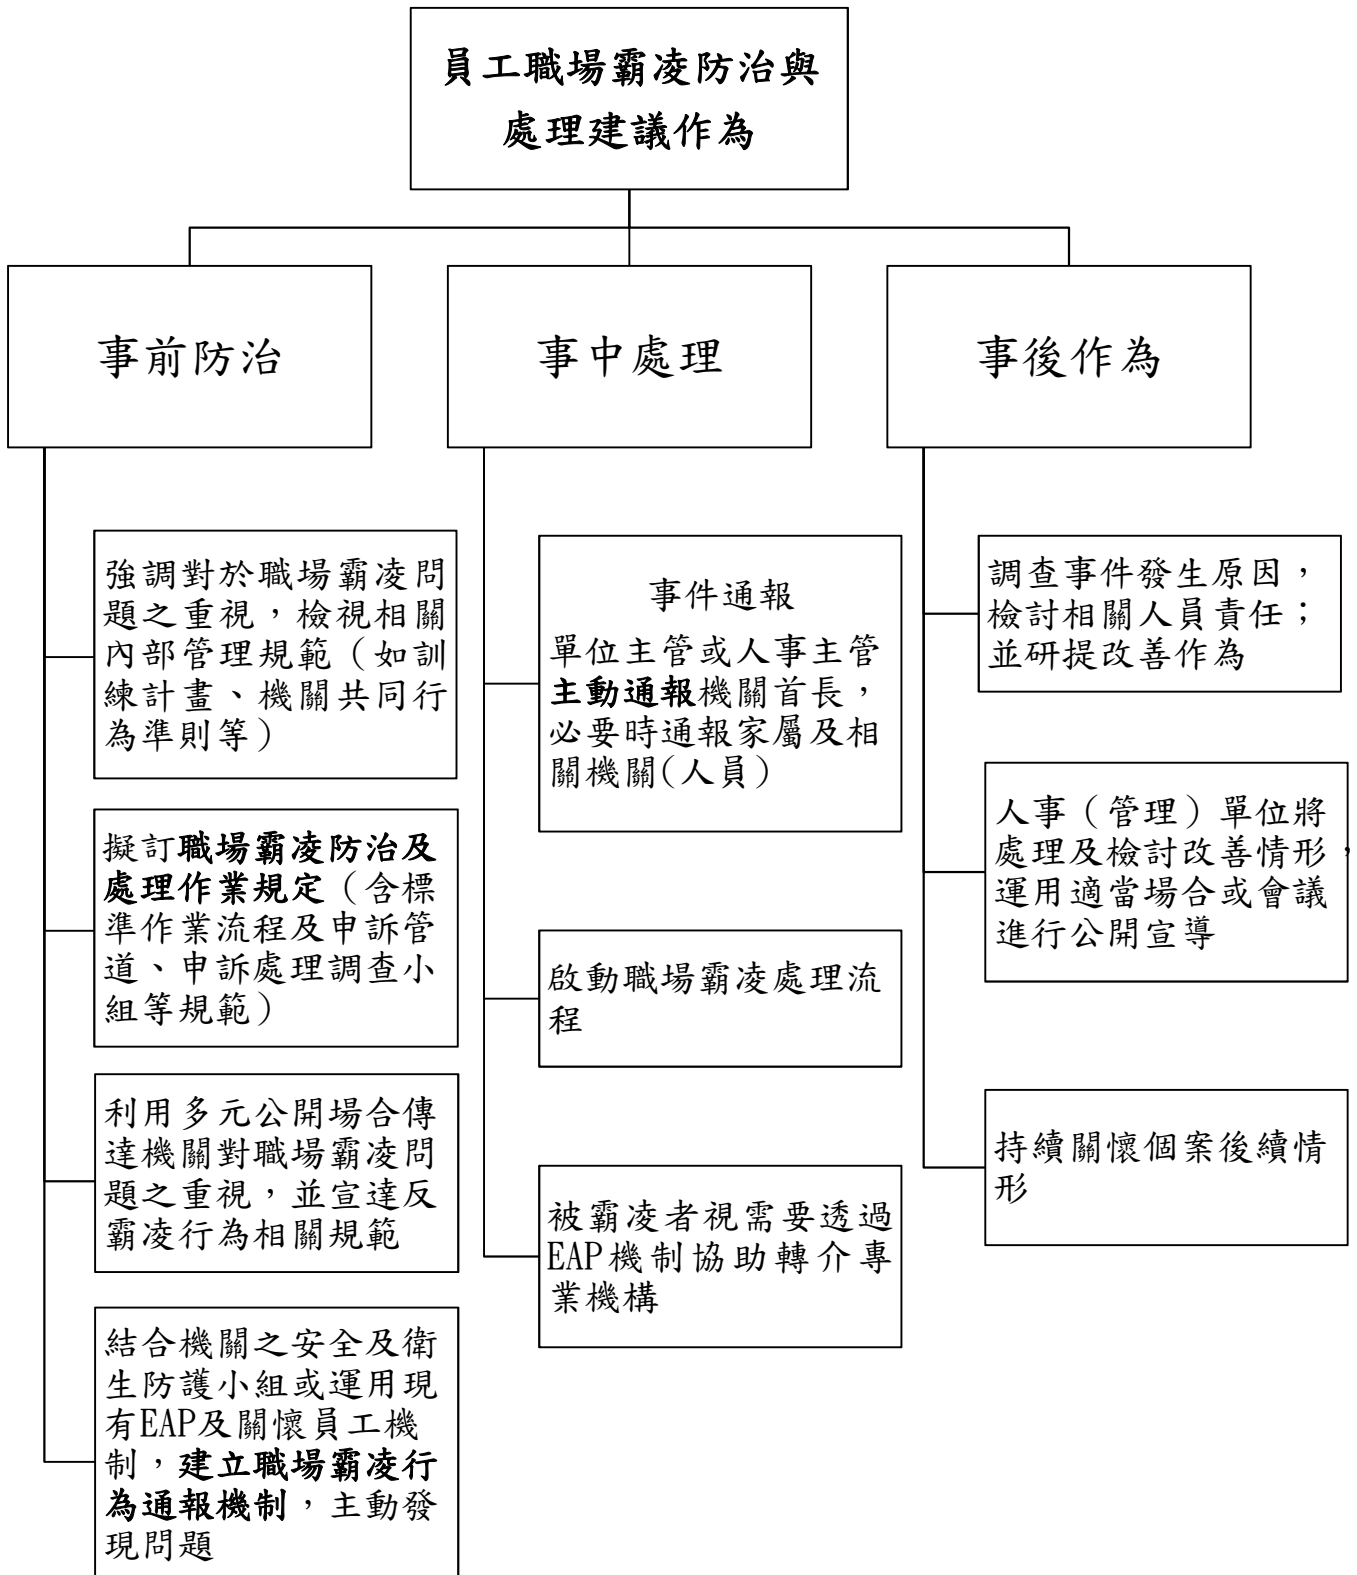 員工職場霸凌防治與
處理建議作為
事前防治
強調對於職場霸凌問
題之重視，檢視相關
內部管理規範（如訓
練計畫、機關共同行
為準則等）
擬訂職場霸凌防治及
處理作業規定（含標
準作業流程及申訴管
道、申訴處理調查小
組等規範）
利用多元公開場合傳
達機關對職場霸凌問
題之重視，並宣達反
霸凌行為相關規範
結合機關之安全及衛
生防護小組或運用現
有EAP及關懷員工機
制，建立職場霸凌行
為通報機制，主動發
現問題
事中處理
事件通報
單位主管或人事主管
主動通報機關首長，
必要時通報家屬及相
關機關(人員)
啟動職場霸凌處理流
程
被霸凌者視需要透過
EAP機制協助轉介專
業機構
事後作為
調查事件發生原因，
檢討相關人員責任；
並研提改善作為
人事（管理）單位將
處理及檢討改善情形，
運用適當場合或會議
進行公開宣導
持續關懷個案後續情
形